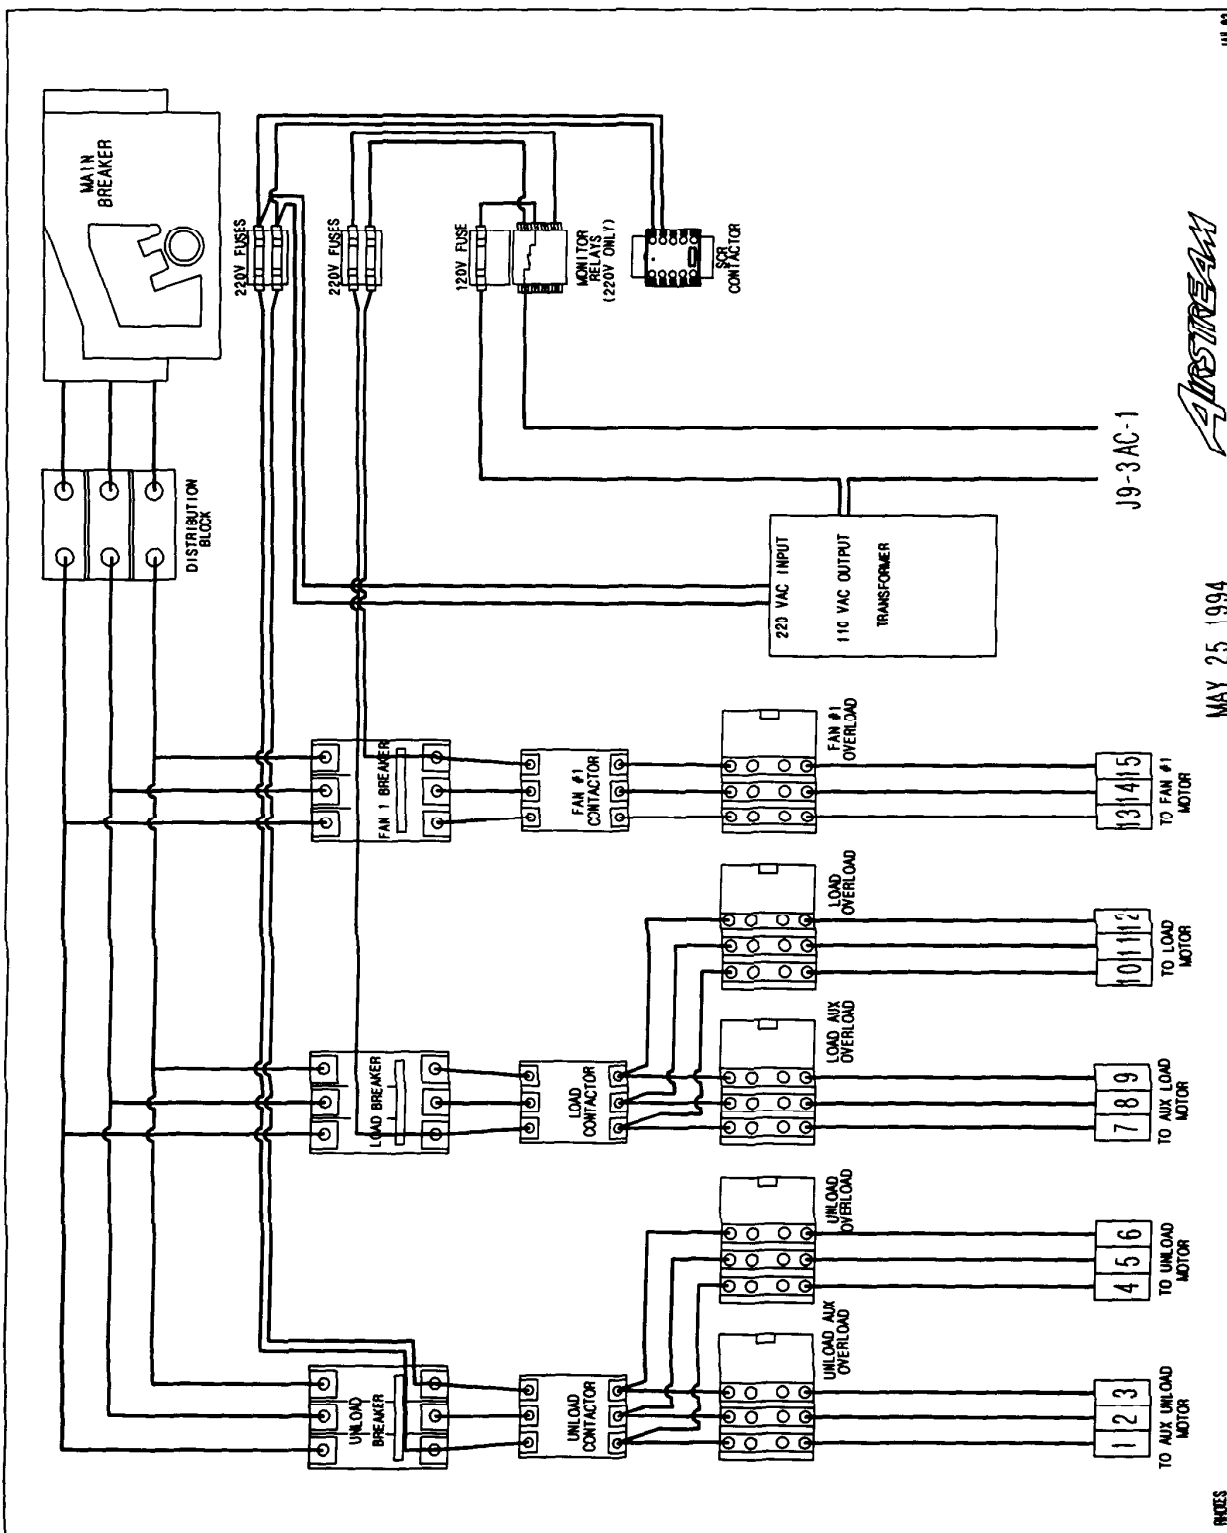 MAIN
BREAKER
DISTRIBUTION
BLOCK
220V FUSES
220V FUSES
120V FUSE
MONITOR
RELAYS
(220V ONLY)
SCR
CONTACTOR
J9-3 AC-1
220 VAC INPUT
110 VAC OUTPUT
TRANSFORMER
FAN 1 BREAKER
FAN #1
CONTACTOR
FAN #1
OVERLOAD
13 14 15
TO FAN #1
MOTOR
LOAD
OVERLOAD
10 11 12
TO LOAD
MOTOR
LOAD BREAKER
LOAD
CONTACTOR
LOAD AUX
OVERLOAD
7 8 9
TO AUX LOAD
MOTOR
UNLOAD
OVERLOAD
4 5 6
TO UNLOAD
MOTOR
UNLOAD
BREAKER
UNLOAD
CONTACTOR
UNLOAD AUX
OVERLOAD
1 2 3
TO AUX UNLOAD
MOTOR
AIRSTREAM
MAY 25 1994